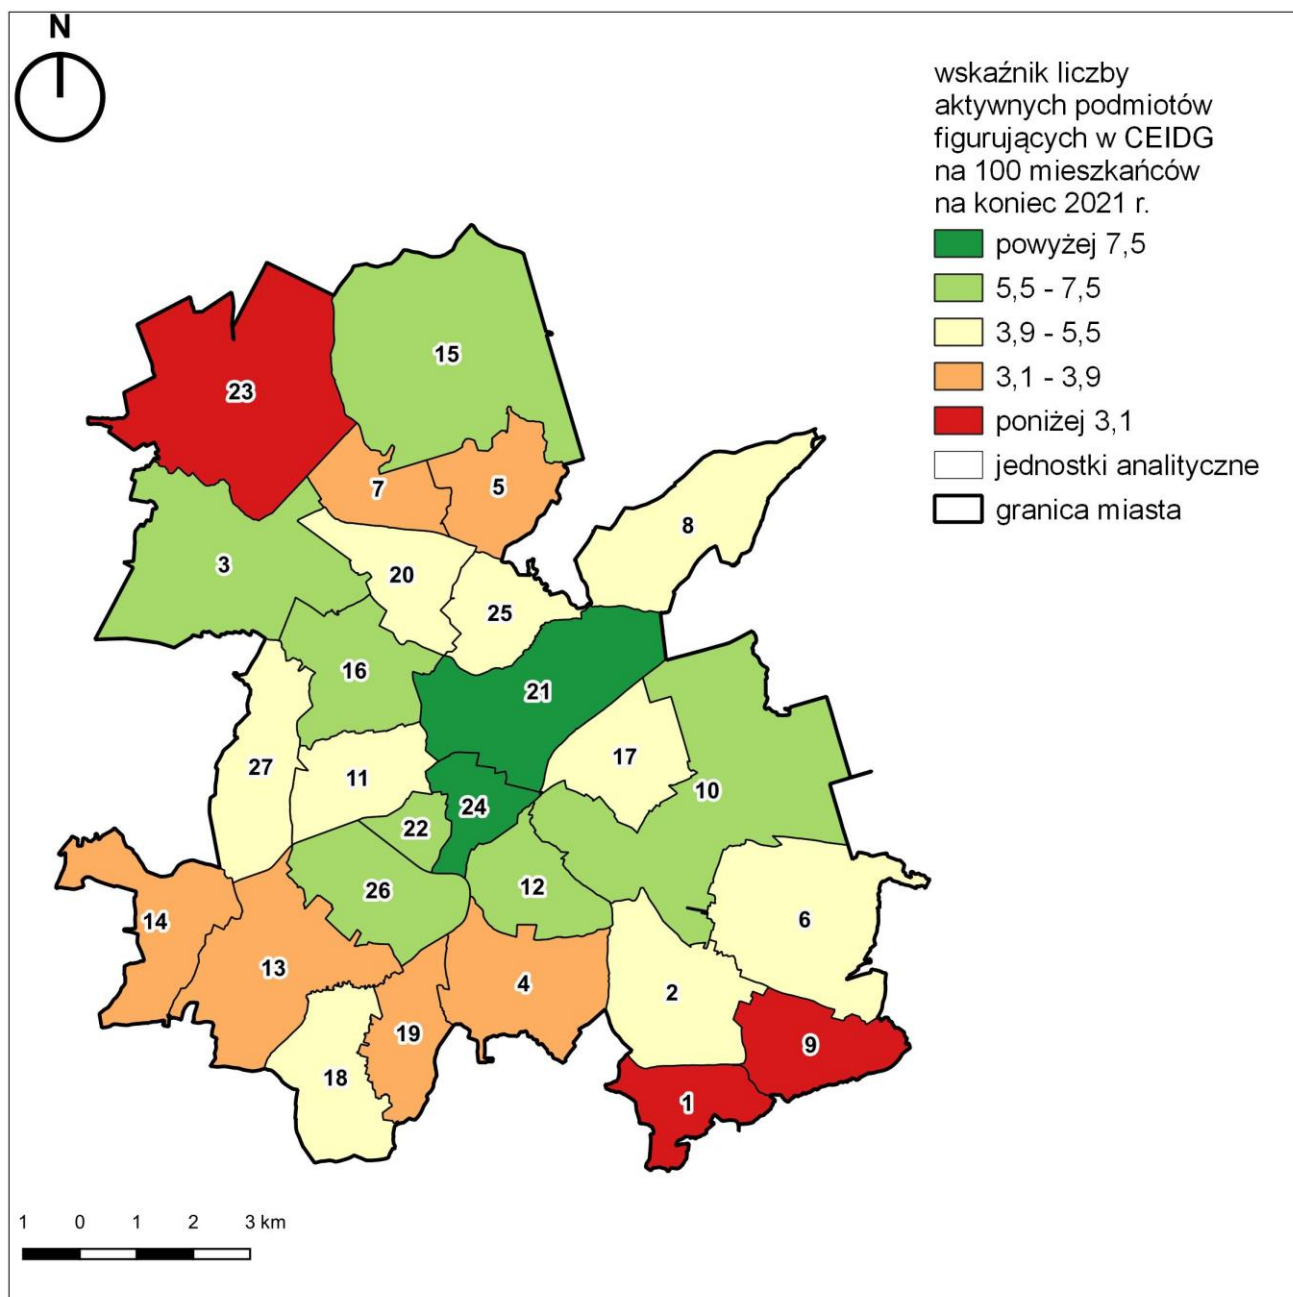 N
wskaźnik liczby
aktywnych podmiotów
figurujących w CEIDG
na 100 mieszkańców
na koniec 2021 r.
powyżej 7,5
5,5 - 7,5
3,9 - 5,5
3,1 - 3,9
poniżej 3,1
jednostki analityczne
granica miasta
15
23
7
5
8
3
20
25
16
21
17
27
11
10
24
22
12
26
6
14
13
4
2
19
9
18
1
1 0 1 2 3 km